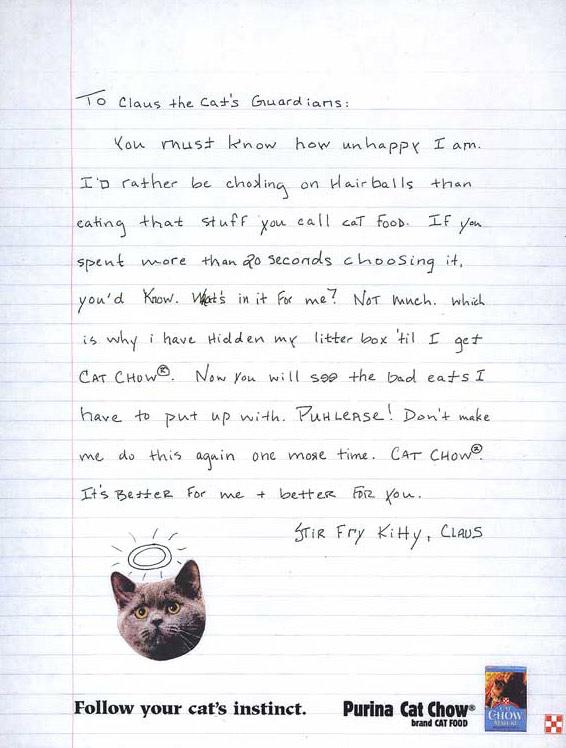 To Claus the Cat's Guardians:
You must know how unhappy I am.
I'D rather be choking on Hairballs than
eating that stuff you call caT FooD. IF you
spent more than 20 seconds choosing it,
you'd Know. What's in it For me? NoT much. Which
is why i have Hidden my litter box 'til I get
CAT CHOW®. Now you will see the bad eats I
have to put up with. PUHLEASE! Don't make
me do this again one more time. CAT CHOW®.
It's BeTTeR For me + better FOR You.
STIR FRy KiTTy, CLAUS
Follow your cat's instinct.
Purina Cat Chow®
brand CAT FOOD
CAT
CHOW